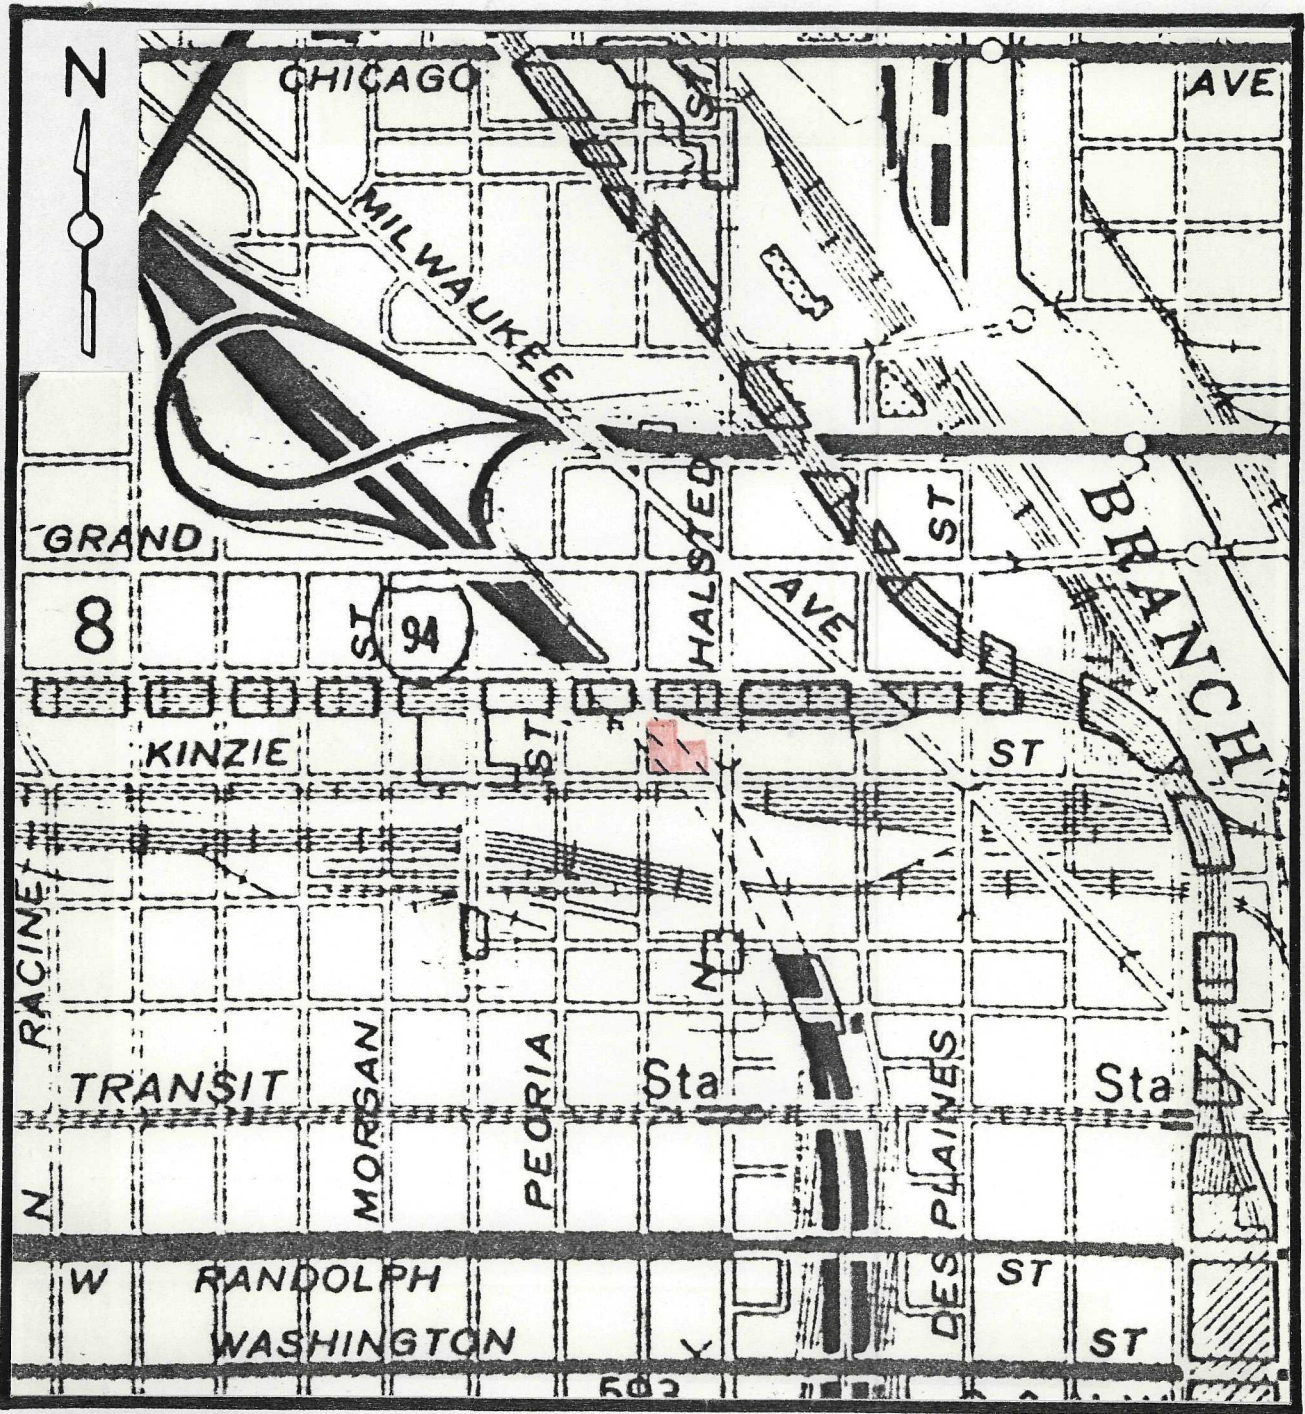 N
CHICAGO AVE
ST
MILWAUKEE
HALSTED
ST
BRANCH
GRAND
AVE
8
ST
94
KINZIE
ST
ST
RACINE
N
MORGAN
PEORIA
DES PLAINES
TRANSIT
Sta
Sta
N
W RANDOLPH ST
WASHINGTON ST